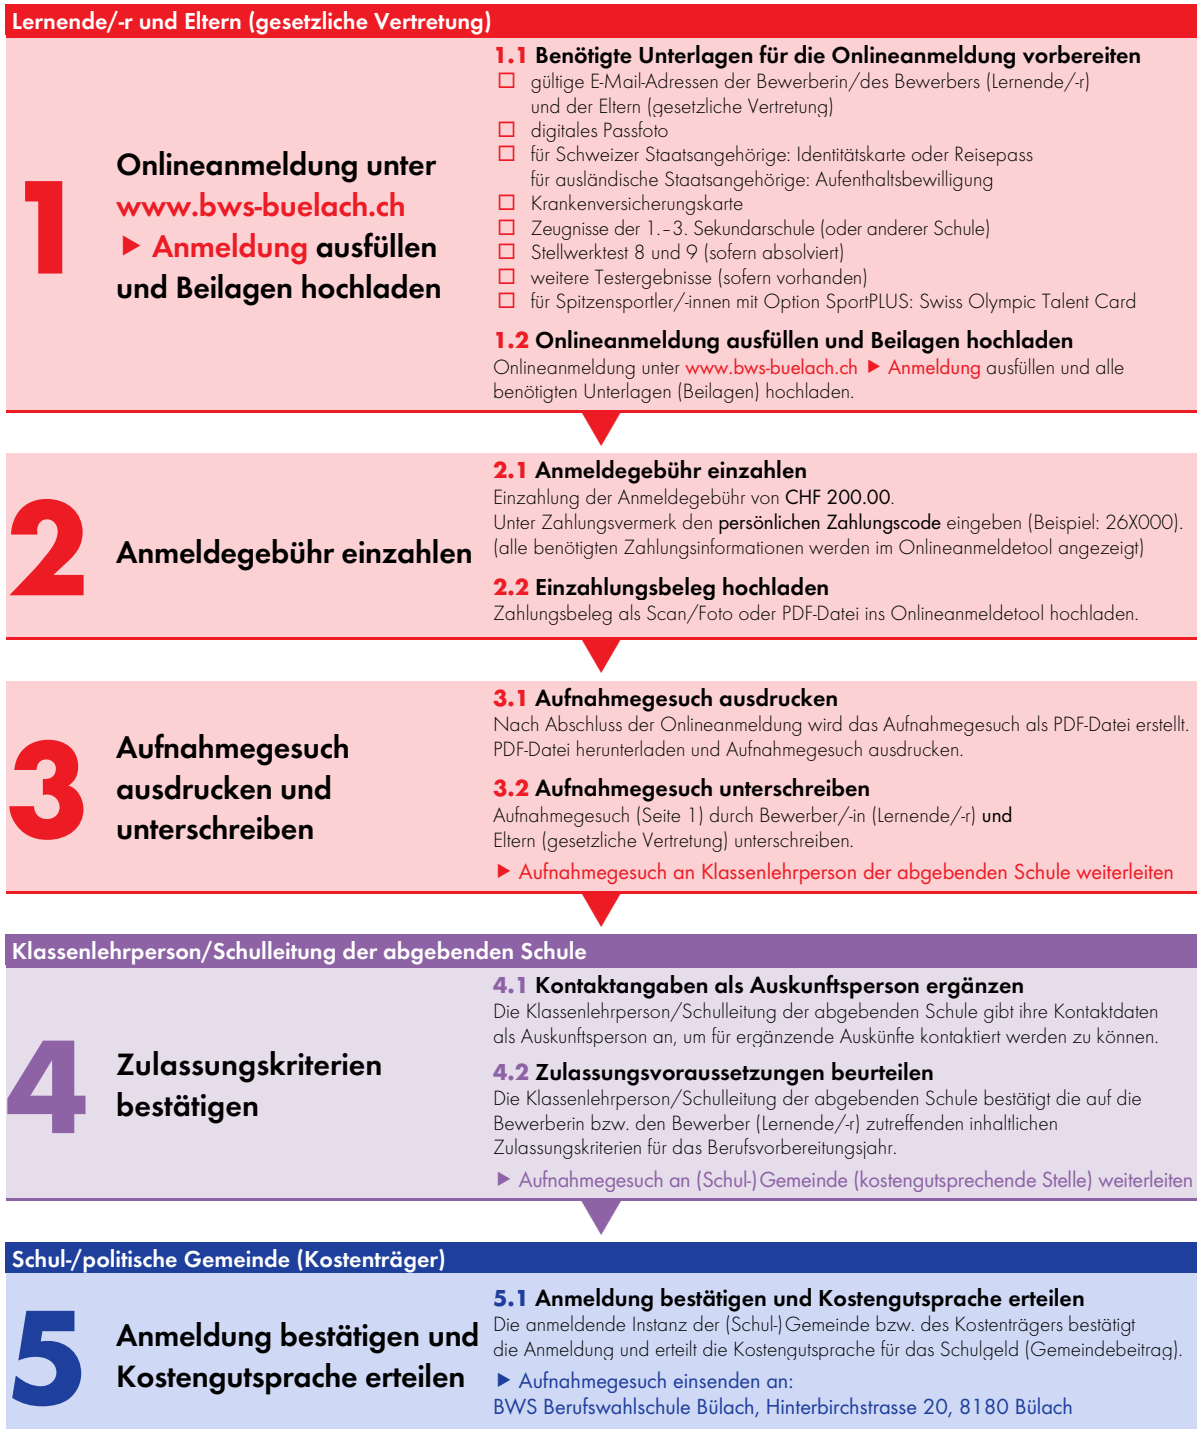 Lernende/-r und Eltern (gesetzliche Vertretung)
1
Onlineanmeldung unter
www.bws-buelach.ch
▶ Anmeldung ausfüllen
und Beilagen hochladen
1.1 Benötigte Unterlagen für die Onlineanmeldung vorbereiten
☐ gültige E-Mail-Adressen der Bewerberin/des Bewerbers (Lernende/-r)
und der Eltern (gesetzliche Vertretung)
☐ digitales Passfoto
☐ für Schweizer Staatsangehörige: Identitätskarte oder Reisepass
für ausländische Staatsangehörige: Aufenthaltsbewilligung
☐ Krankenversicherungskarte
☐ Zeugnisse der 1.–3. Sekundarschule (oder anderer Schule)
☐ Stellwerktest 8 und 9 (sofern absolviert)
☐ weitere Testergebnisse (sofern vorhanden)
☐ für Spitzensportler/-innen mit Option SportPLUS: Swiss Olympic Talent Card
1.2 Onlineanmeldung ausfüllen und Beilagen hochladen
Onlineanmeldung unter www.bws-buelach.ch ▶ Anmeldung ausfüllen und alle
benötigten Unterlagen (Beilagen) hochladen.
2
Anmeldegebühr einzahlen
2.1 Anmeldegebühr einzahlen
Einzahlung der Anmeldegebühr von CHF 200.00.
Unter Zahlungsvermerk den persönlichen Zahlungscode eingeben (Beispiel: 26X000).
(alle benötigten Zahlungsinformationen werden im Onlineanmeldetool angezeigt)
2.2 Einzahlungsbeleg hochladen
Zahlungsbeleg als Scan/Foto oder PDF-Datei ins Onlineanmeldetool hochladen.
3
Aufnahmegesuch
ausdrucken und
unterschreiben
3.1 Aufnahmegesuch ausdrucken
Nach Abschluss der Onlineanmeldung wird das Aufnahmegesuch als PDF-Datei erstellt.
PDF-Datei herunterladen und Aufnahmegesuch ausdrucken.
3.2 Aufnahmegesuch unterschreiben
Aufnahmegesuch (Seite 1) durch Bewerber/-in (Lernende/-r) und
Eltern (gesetzliche Vertretung) unterschreiben.
▶ Aufnahmegesuch an Klassenlehrperson der abgebenden Schule weiterleiten
Klassenlehrperson/Schulleitung der abgebenden Schule
4
Zulassungskriterien
bestätigen
4.1 Kontaktangaben als Auskunftsperson ergänzen
Die Klassenlehrperson/Schulleitung der abgebenden Schule gibt ihre Kontaktdaten
als Auskunftsperson an, um für ergänzende Auskünfte kontaktiert werden zu können.
4.2 Zulassungsvoraussetzungen beurteilen
Die Klassenlehrperson/Schulleitung der abgebenden Schule bestätigt die auf die
Bewerberin bzw. den Bewerber (Lernende/-r) zutreffenden inhaltlichen
Zulassungskriterien für das Berufsvorbereitungsjahr.
▶ Aufnahmegesuch an (Schul-)Gemeinde (kostengutsprechende Stelle) weiterleiten
Schul-/politische Gemeinde (Kostenträger)
5
Anmeldung bestätigen und
Kostengutsprache erteilen
5.1 Anmeldung bestätigen und Kostengutsprache erteilen
Die anmeldende Instanz der (Schul-)Gemeinde bzw. des Kostenträgers bestätigt
die Anmeldung und erteilt die Kostengutsprache für das Schulgeld (Gemeindebeitrag).
▶ Aufnahmegesuch einsenden an:
BWS Berufswahlschule Bülach, Hinterbirchstrasse 20, 8180 Bülach